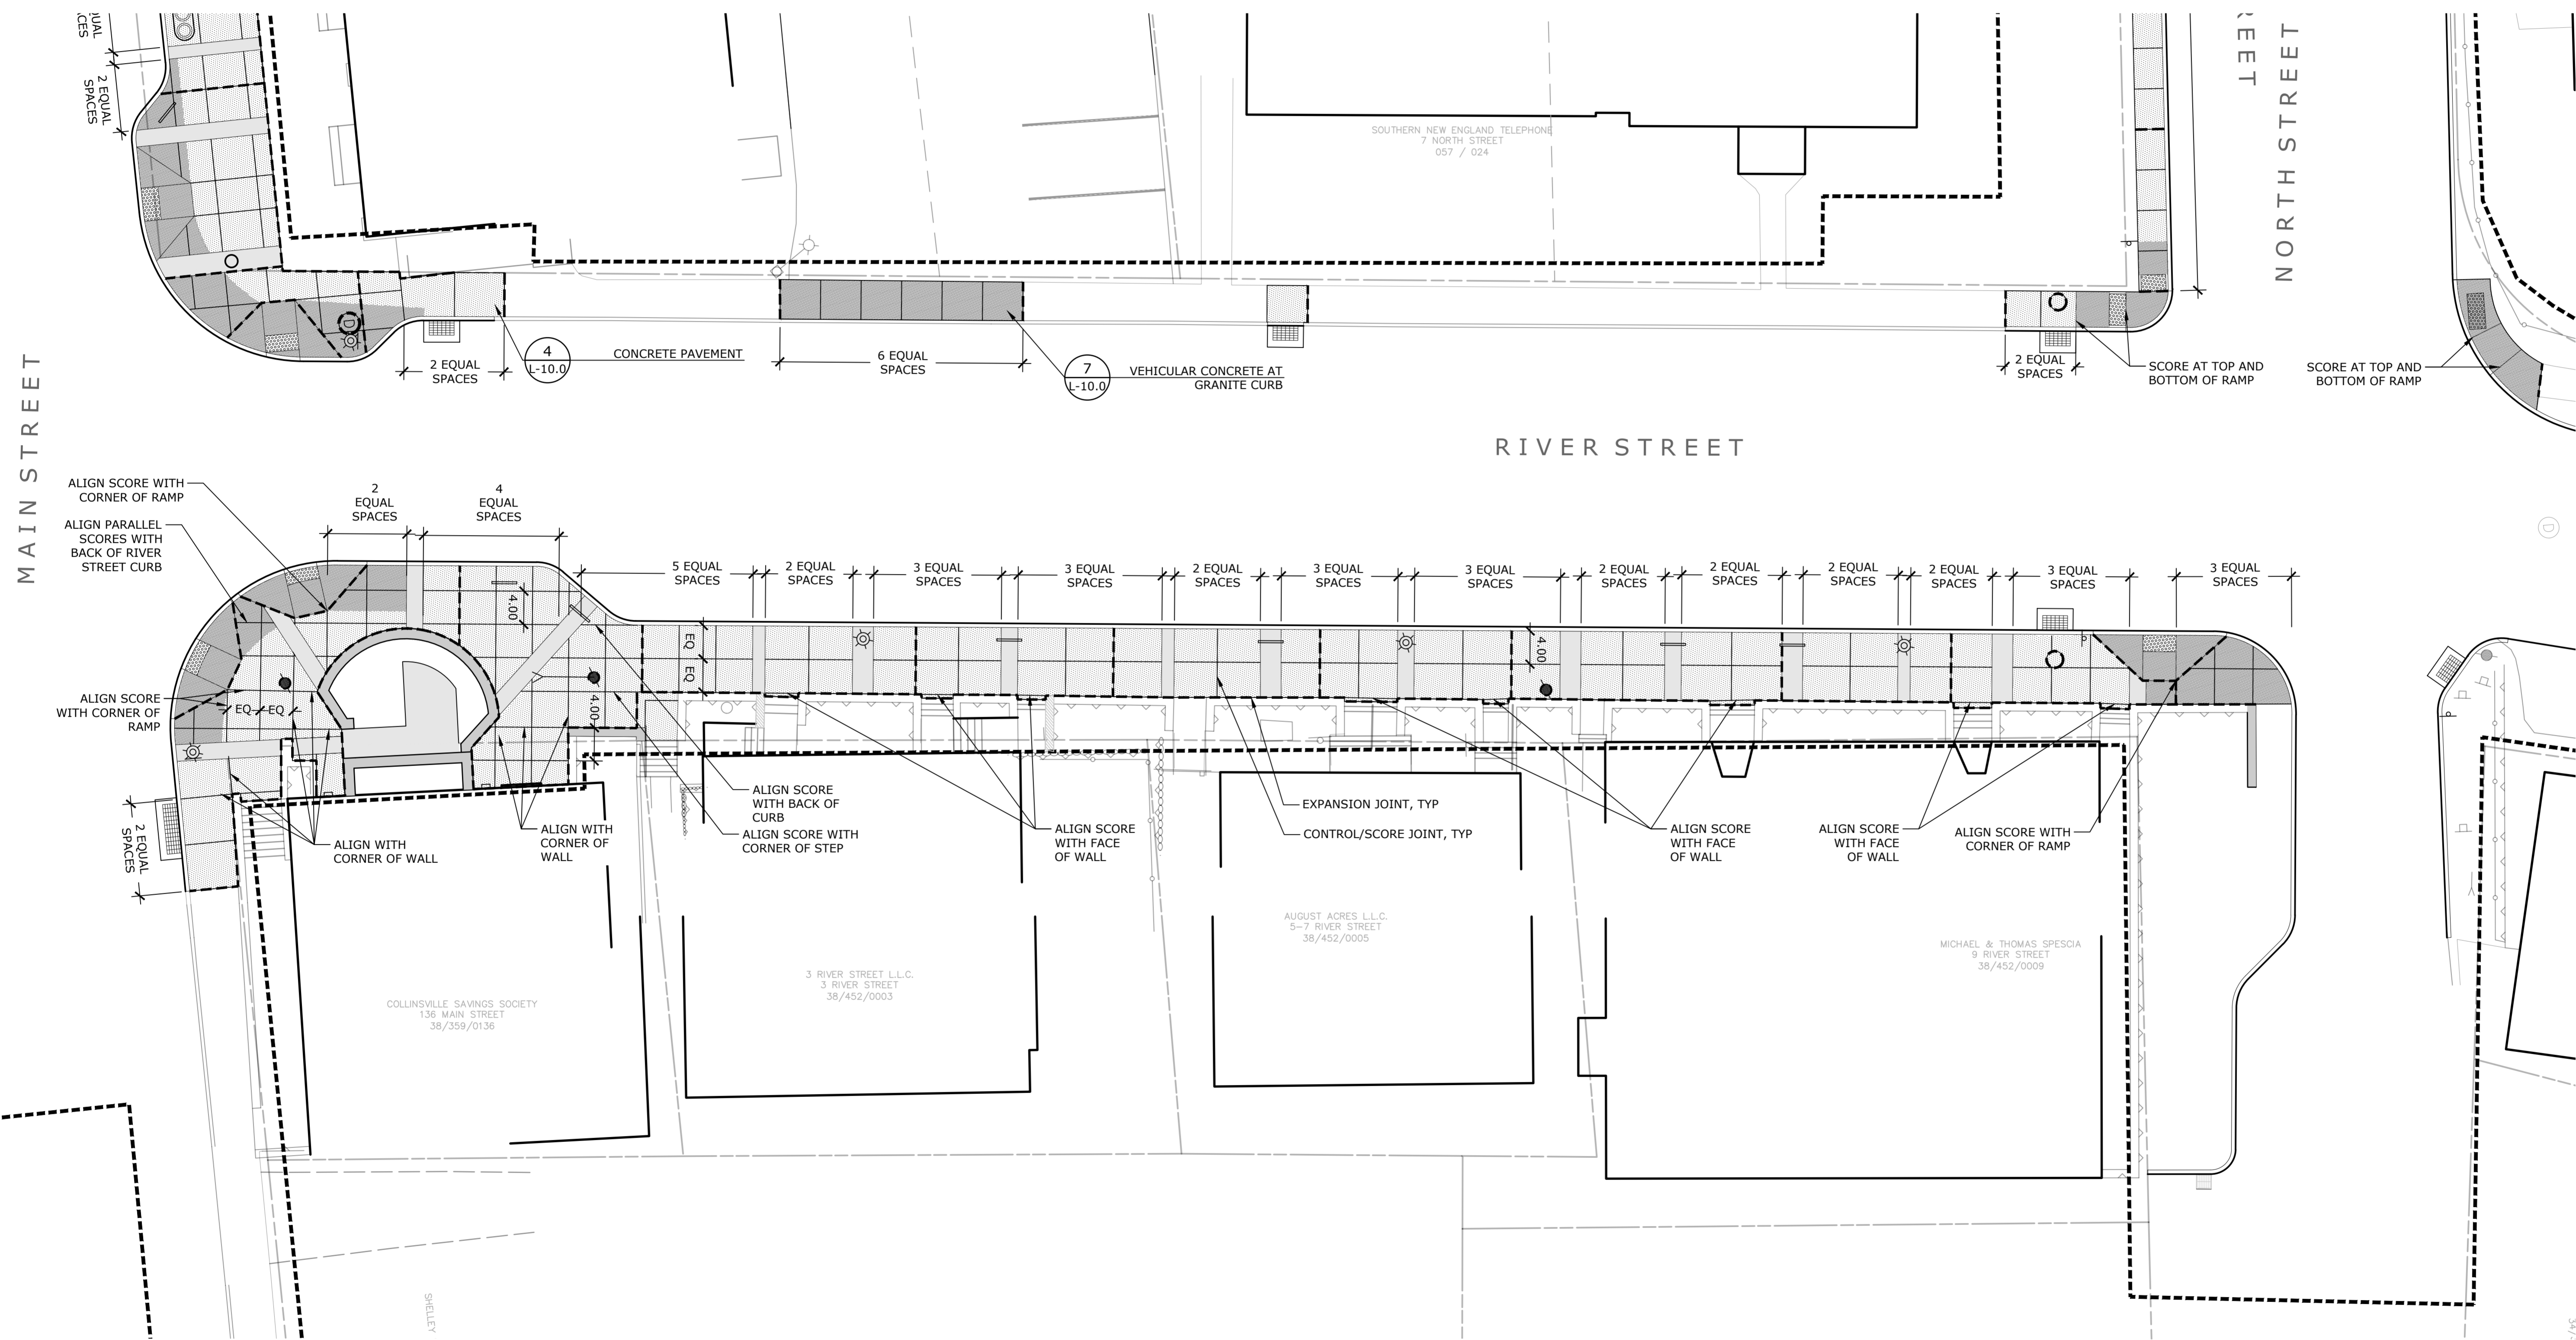 2 EQUAL
SPACES
SOUTHERN NEW ENGLAND TELEPHONE
7 NORTH STREET
057 / 024
NORTH STREET
MAIN STREET
2 EQUAL
SPACES
4
L-10.0
CONCRETE PAVEMENT
6 EQUAL
SPACES
7
L-10.0
VEHICULAR CONCRETE AT
GRANITE CURB
2 EQUAL
SPACES
SCORE AT TOP AND
BOTTOM OF RAMP
SCORE AT TOP AND
BOTTOM OF RAMP
D
RIVER STREET
ALIGN SCORE WITH
CORNER OF RAMP
ALIGN PARALLEL
SCORES WITH
BACK OF RIVER
STREET CURB
2
EQUAL
SPACES
4
EQUAL
SPACES
D
5 EQUAL
SPACES
2 EQUAL
SPACES
3 EQUAL
SPACES
3 EQUAL
SPACES
2 EQUAL
SPACES
3 EQUAL
SPACES
3 EQUAL
SPACES
2 EQUAL
SPACES
2 EQUAL
SPACES
2 EQUAL
SPACES
2 EQUAL
SPACES
3 EQUAL
SPACES
3 EQUAL
SPACES
4.00
EQ
EQ
4.00
4.00
ALIGN SCORE
WITH CORNER OF
RAMP
EQ
EQ
2 EQUAL
SPACES
ALIGN WITH
CORNER OF WALL
ALIGN WITH
CORNER OF
WALL
ALIGN SCORE
WITH BACK OF
CURB
ALIGN SCORE WITH
CORNER OF STEP
ALIGN SCORE
WITH FACE
OF WALL
EXPANSION JOINT, TYP
CONTROL/SCORE JOINT, TYP
ALIGN SCORE
WITH FACE
OF WALL
ALIGN SCORE
WITH FACE
OF WALL
ALIGN SCORE WITH
CORNER OF RAMP
COLLINSVILLE SAVINGS SOCIETY
136 MAIN STREET
38/359/0136
3 RIVER STREET L.L.C.
3 RIVER STREET
38/452/0003
AUGUST ACRES L.L.C.
5-7 RIVER STREET
38/452/0005
MICHAEL & THOMAS SPESCIA
9 RIVER STREET
38/452/0009
SHELLEY